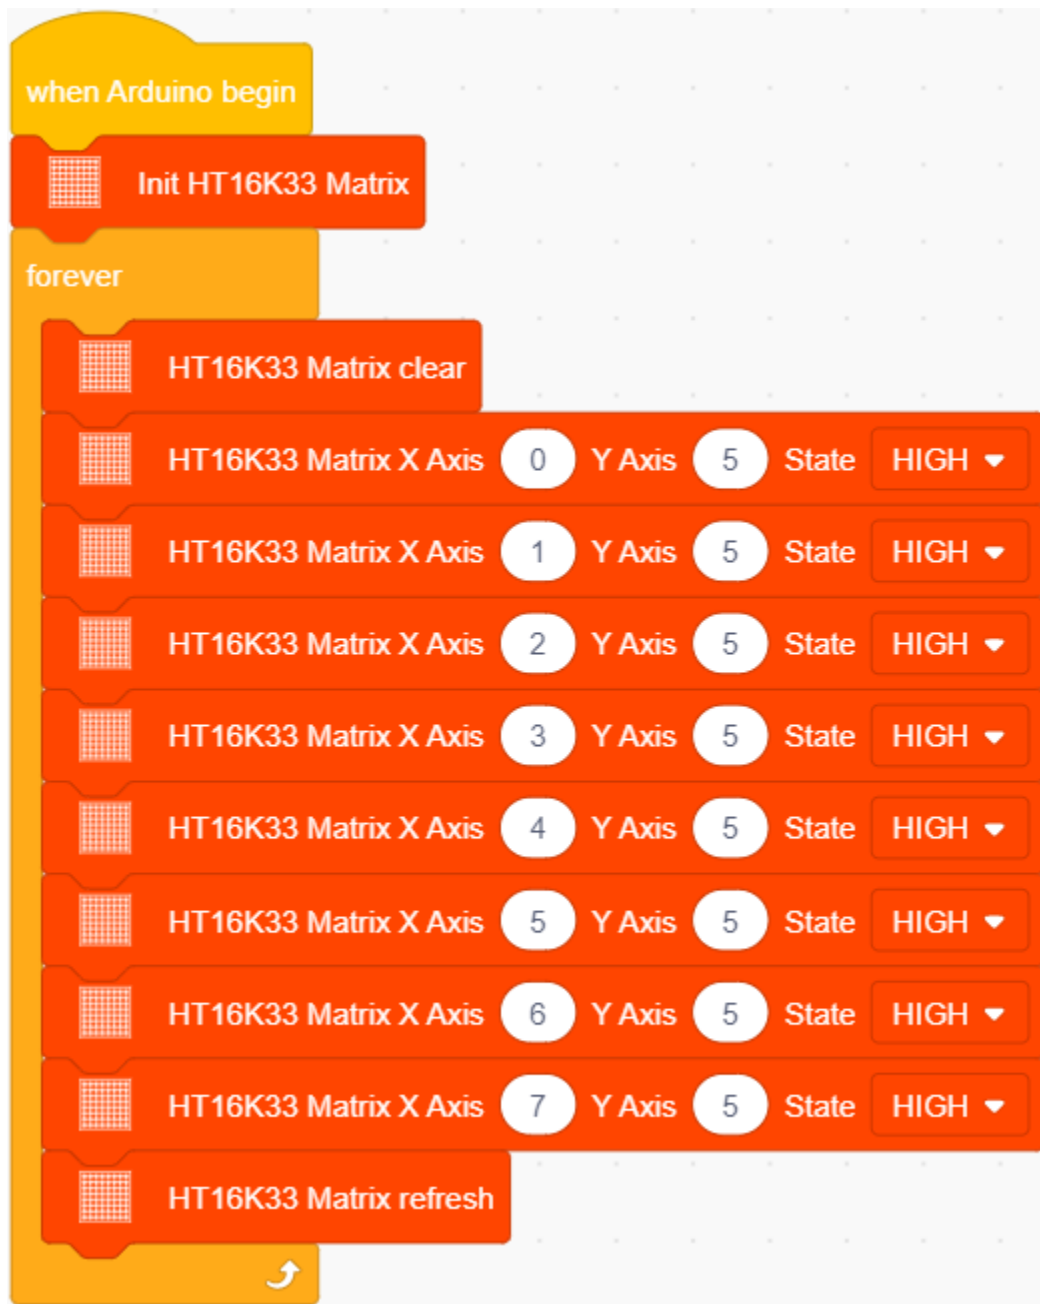 when Arduino begin
Init HT16K33 Matrix
forever
HT16K33 Matrix clear
HT16K33 Matrix X Axis 0 Y Axis 5 State HIGH
HT16K33 Matrix X Axis 1 Y Axis 5 State HIGH
HT16K33 Matrix X Axis 2 Y Axis 5 State HIGH
HT16K33 Matrix X Axis 3 Y Axis 5 State HIGH
HT16K33 Matrix X Axis 4 Y Axis 5 State HIGH
HT16K33 Matrix X Axis 5 Y Axis 5 State HIGH
HT16K33 Matrix X Axis 6 Y Axis 5 State HIGH
HT16K33 Matrix X Axis 7 Y Axis 5 State HIGH
HT16K33 Matrix refresh